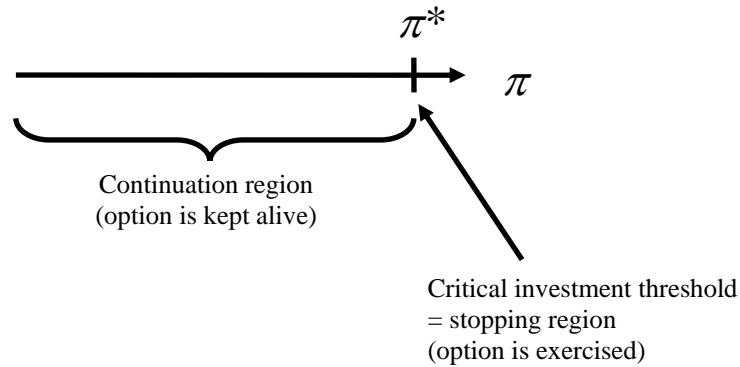 π*
π
Continuation region
(option is kept alive)
Critical investment threshold
= stopping region
(option is exercised)